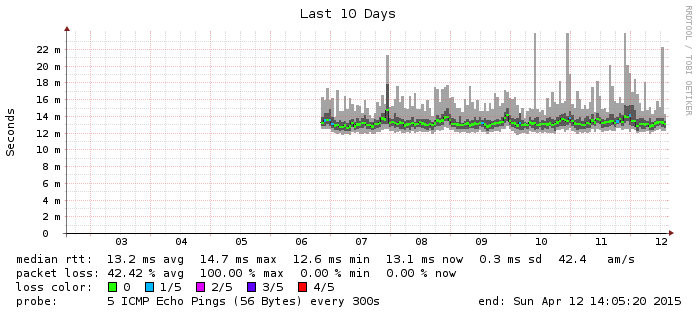 Last 10 Days
RRDTOOL / TOBI OETIKER
Seconds
22 m
20 m
18 m
16 m
14 m
12 m
10 m
8 m
6 m
4 m
2 m
0
03 04 05 06 07 08 09 10 11 12
median rtt: 13.2 ms avg 14.7 ms max 12.6 ms min 13.1 ms now 0.3 ms sd 42.4 am/s
packet loss: 42.42 % avg 100.00 % max 0.00 % min 0.00 % now
loss color: 0 1/5 2/5 3/5 4/5
probe: 5 ICMP Echo Pings (56 Bytes) every 300s end: Sun Apr 12 14:05:20 2015